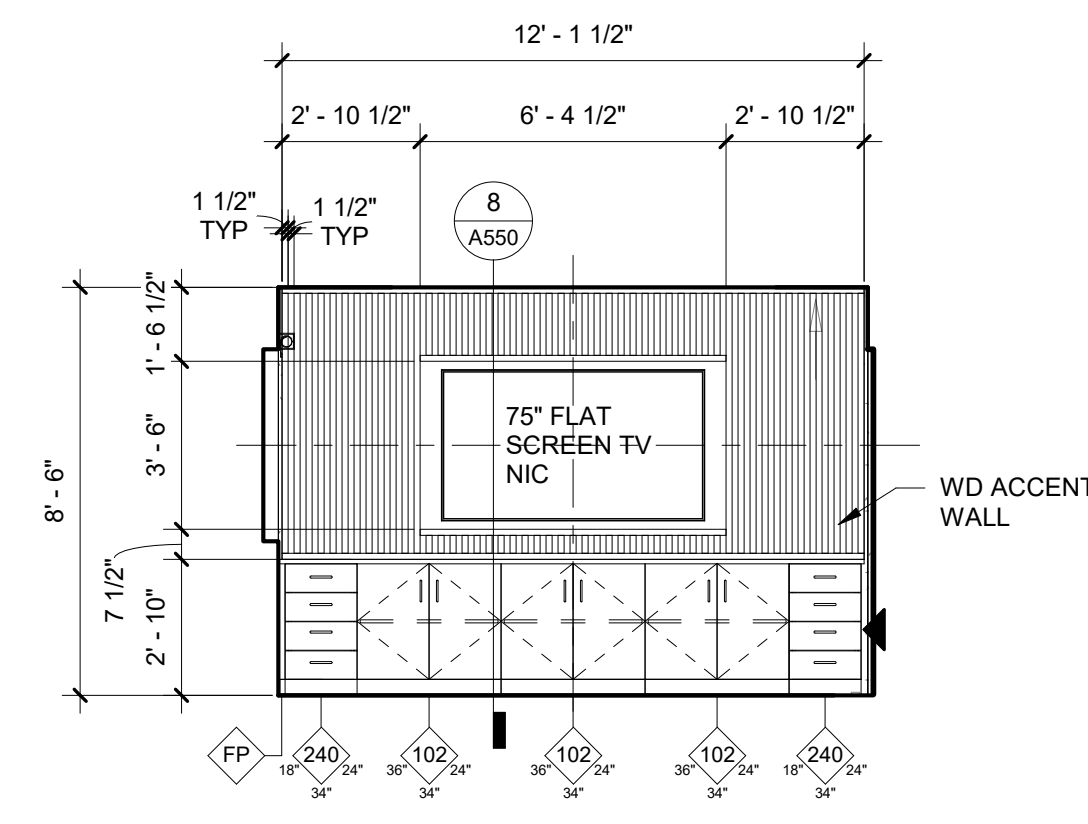 12' - 1 1/2"
2' - 10 1/2"
6' - 4 1/2"
2' - 10 1/2"
1 1/2"
TYP
1 1/2"
TYP
8
A550
1' - 6 1/2"
3' - 6"
8' - 6"
7 1/2"
2' - 10"
75" FLAT
SCREEN TV
NIC
WD ACCENT
WALL
FP
240
18" 24"
34"
102
36" 24"
34"
102
36" 24"
34"
102
36" 24"
34"
240
18" 24"
34"